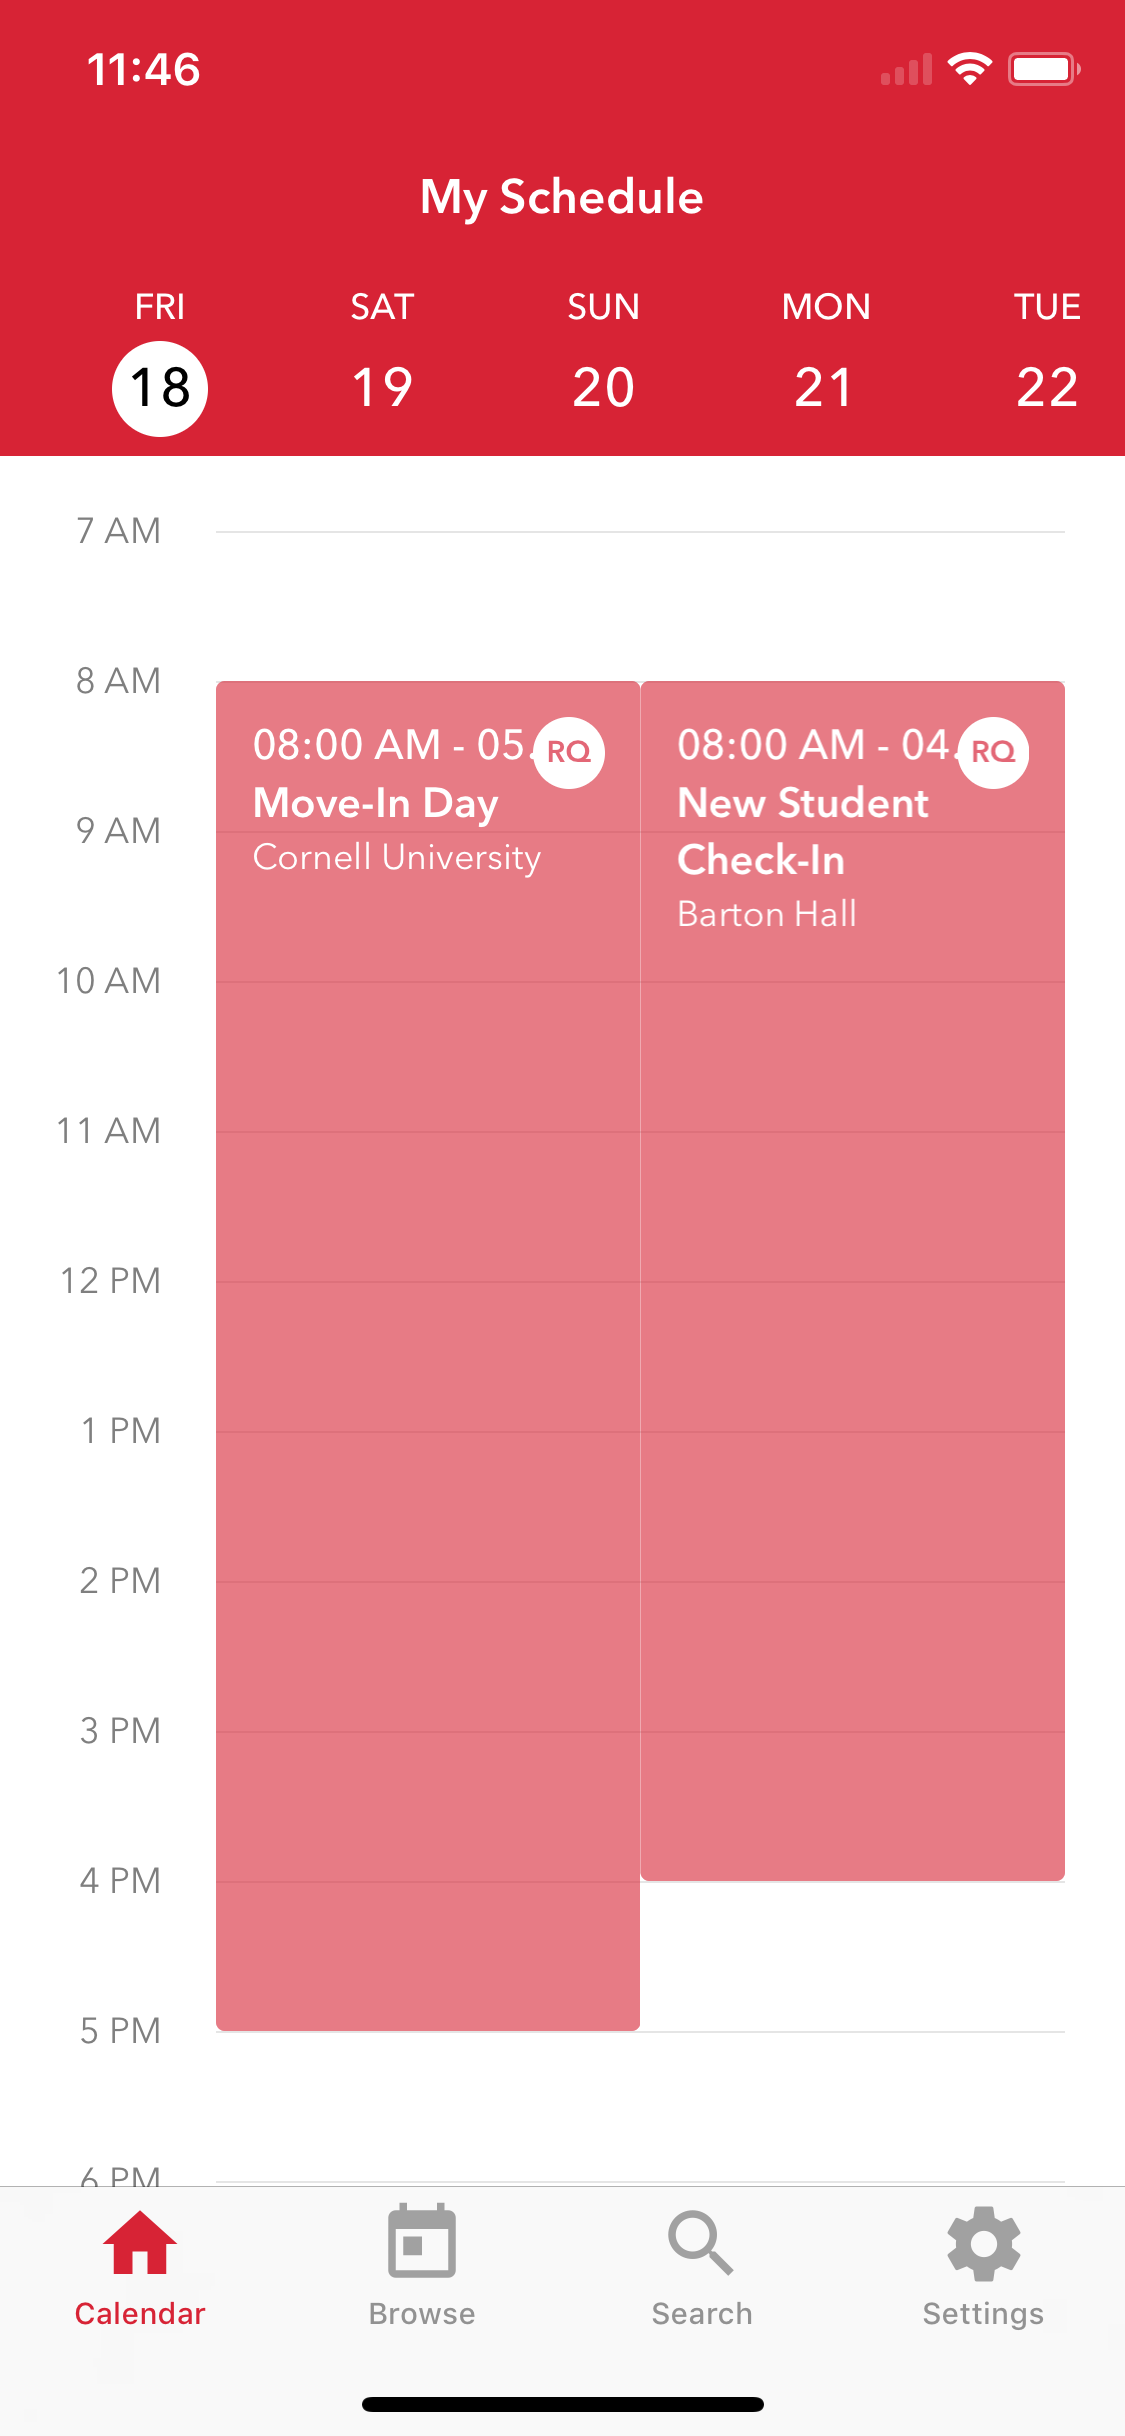 11:46
My Schedule
FRI SAT SUN MON TUE
18 19 20 21 22
7 AM
8 AM
08:00 AM - 05. RQ
Move-In Day
Cornell University
08:00 AM - 04. RQ
New Student
Check-In
Barton Hall
9 AM
10 AM
11 AM
12 PM
1 PM
2 PM
3 PM
4 PM
5 PM
6 PM
Calendar Browse Search Settings